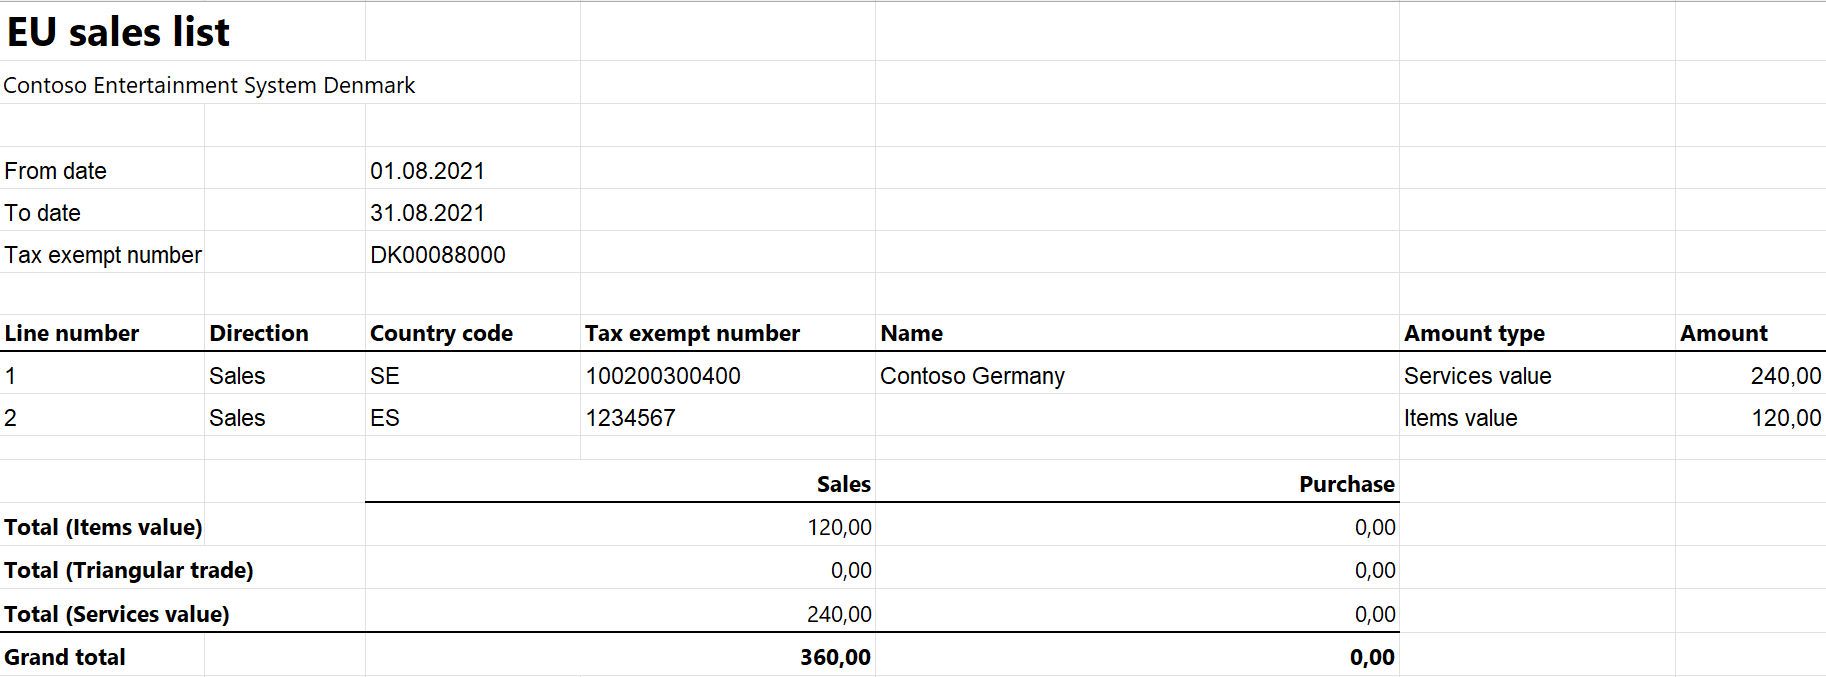 EU sales list
Contoso Entertainment System Denmark
From date 01.08.2021
To date 31.08.2021
Tax exempt number DK00088000
Line number Direction Country code Tax exempt number Name Amount type Amount
1 Sales SE 100200300400 Contoso Germany Services value 240,00
2 Sales ES 1234567 Items value 120,00
Sales Purchase
Total (Items value) 120,00 0,00
Total (Triangular trade) 0,00 0,00
Total (Services value) 240,00 0,00
Grand total 360,00 0,00